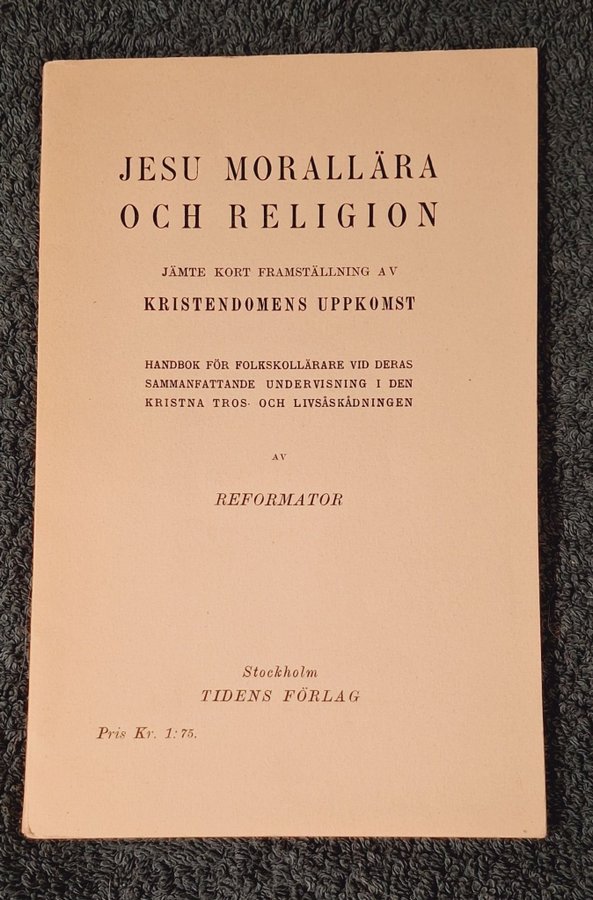 JESU MORALLÄRA
OCH RELIGION
JÄMTE KORT FRAMSTÄLLNING AV
KRISTENDOMENS UPPKOMST
HANDBOK FÖR FOLKSKOLLÄRARE VID DERAS
SAMMANFATTANDE UNDERVISNING I DEN
KRISTNA TROS- OCH LIVSÅSKÅDNINGEN
AV
REFORMATOR
Stockholm
TIDENS FÖRLAG
Pris Kr. 1:75.